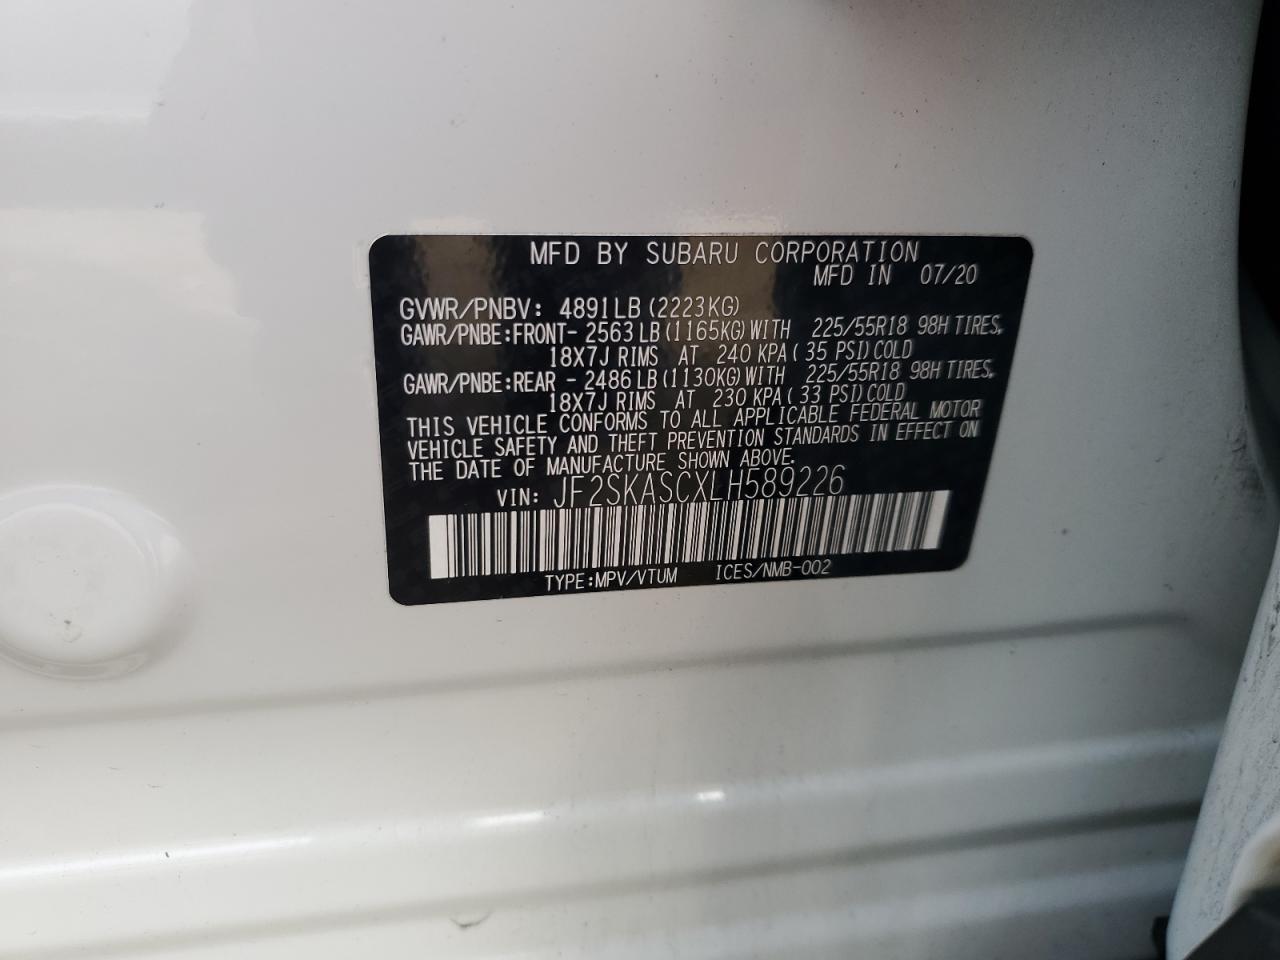 MFD BY SUBARU CORPORATION
MFD IN 07/20
GVWR/PNBV: 4891LB (2223KG)
GAWR/PNBE:FRONT- 2563LB (1165KG) WITH 225/55R18 98H TIRES,
18X7J RIMS AT 240 KPA ( 35 PSI) COLD
GAWR/PNBE:REAR - 2486LB (1130KG) WITH 225/55R18 98H TIRES,
18X7J RIMS AT 230 KPA ( 33 PSI) COLD
THIS VEHICLE CONFORMS TO ALL APPLICABLE FEDERAL MOTOR
VEHICLE SAFETY AND THEFT PREVENTION STANDARDS IN EFFECT ON
THE DATE OF MANUFACTURE SHOWN ABOVE.
VIN: JF2SKASCXLH589226
TYPE:MPV/VTUM ICES/NMB-002